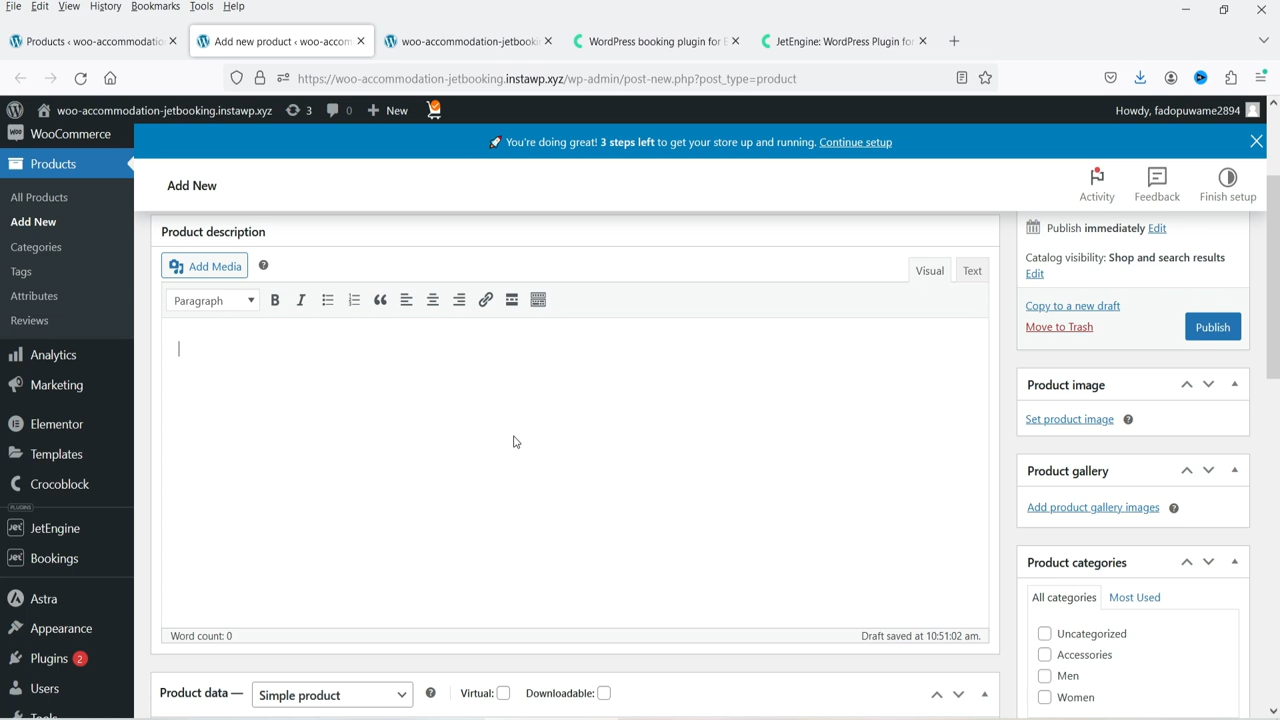 File Edit View History Bookmarks Tools Help
Products ‹ woo-accommodatio
Add new product ‹ woo-accom
woo-accommodation-jetbooki
WordPress booking plugin for E
JetEngine: WordPress Plugin for
https://woo-accommodation-jetbooking.instawp.xyz/wp-admin/post-new.php?post_type=product
woo-accommodation-jetbooking.instawp.xyz 3 0 New
Howdy, fadopuwame2894
WooCommerce
Products
All Products
Add New
Categories
Tags
Attributes
Reviews
Analytics
Marketing
Elementor
Templates
Crocoblock
PLUGINS
JetEngine
Bookings
Astra
Appearance
Plugins 2
Users
Tools
You're doing great! 3 steps left to get your store up and running. Continue setup
Add New
Activity
Feedback
Finish setup
Product description
Add Media
Visual Text
Paragraph
Word count: 0
Draft saved at 10:51:02 am.
Product data — Simple product Virtual: Downloadable:
Publish immediately Edit
Catalog visibility: Shop and search results
Edit
Copy to a new draft
Move to Trash
Publish
Product image
Set product image
Product gallery
Add product gallery images
Product categories
All categories Most Used
Uncategorized
Accessories
Men
Women